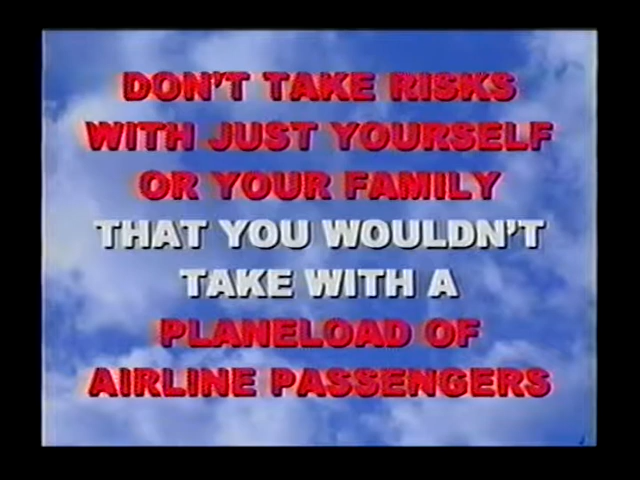 DON'T TAKE RISKS
WITH JUST YOURSELF
OR YOUR FAMILY
THAT YOU WOULDN'T
TAKE WITH A
PLANELOAD OF
AIRLINE PASSENGERS